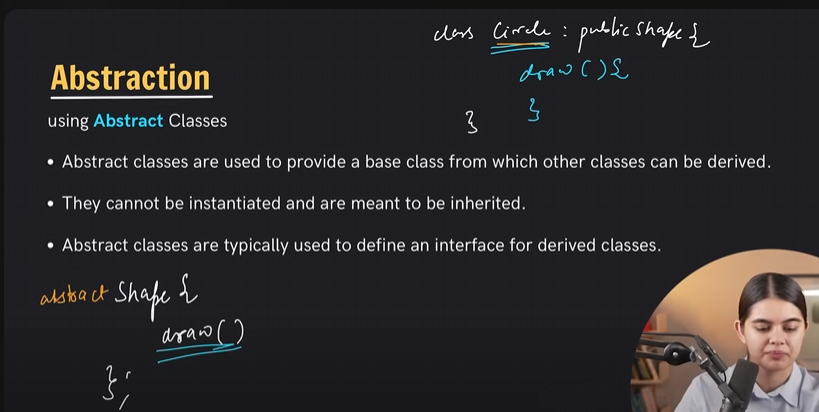 class Circle : public Shape {
draw() {
}
}
Abstraction
using Abstract Classes
• Abstract classes are used to provide a base class from which other classes can be derived.
• They cannot be instantiated and are meant to be inherited.
• Abstract classes are typically used to define an interface for derived classes.
abstract Shape {
draw()
};